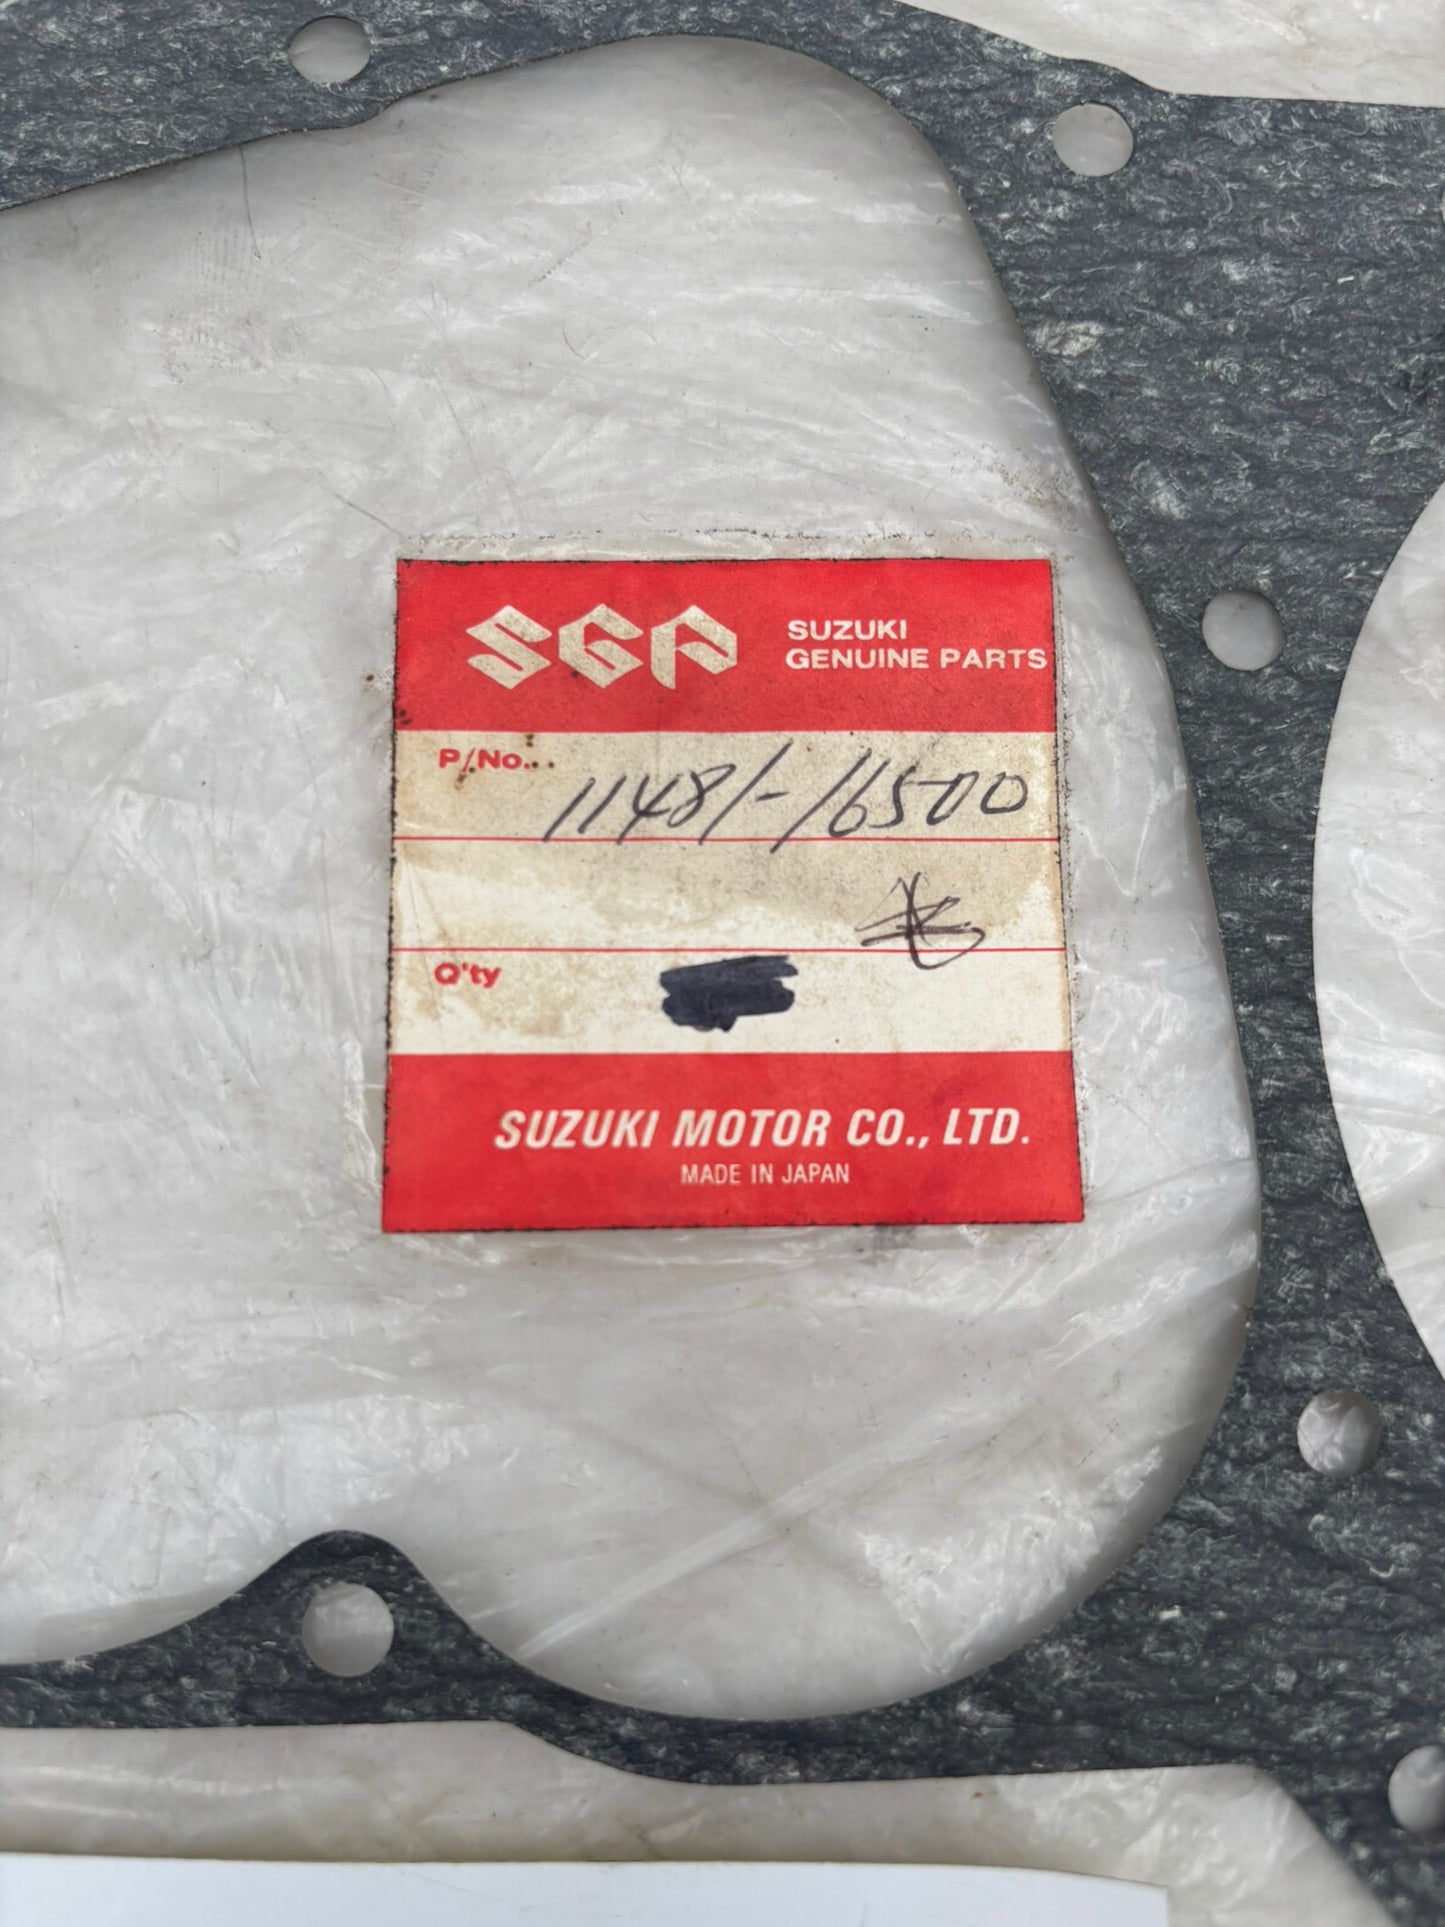 SGP
SUZUKI
GENUINE PARTS
P/No.
11481-16500
Q'ty
SUZUKI MOTOR CO., LTD.
MADE IN JAPAN